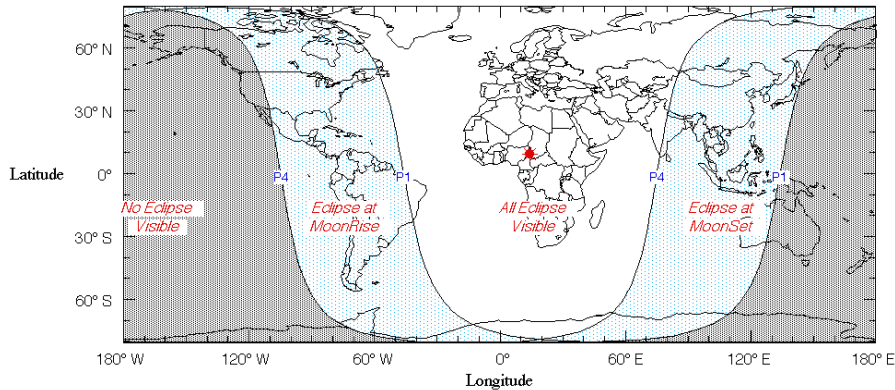 60° N
30° N
Latitude
0°
30° S
60° S
P4
P1
P4
P1
No Eclipse
Visible
Eclipse at
MoonRise
All Eclipse
Visible
Eclipse at
MoonSet
180° W
120° W
60° W
0°
60° E
120° E
180° E
Longitude